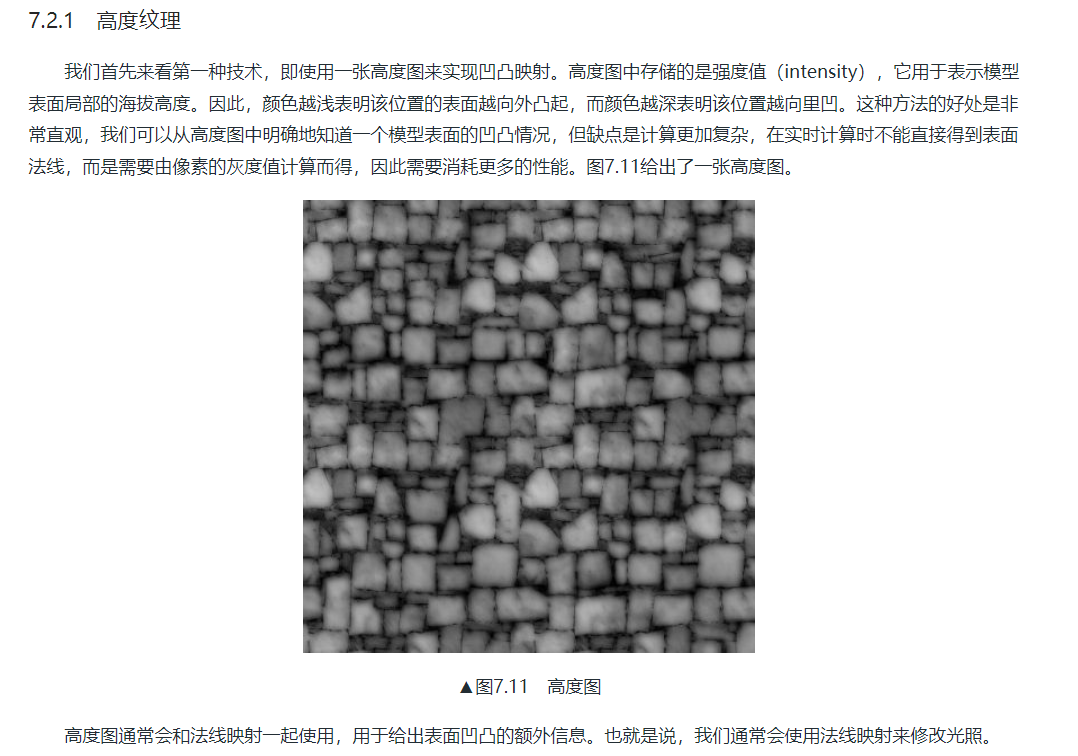 7.2.1 高度纹理
我们首先来看第一种技术，即使用一张高度图来实现凹凸映射。高度图中存储的是强度值（intensity），它用于表示模型
表面局部的海拔高度。因此，颜色越浅表明该位置的表面越向外凸起，而颜色越深表明该位置越向里凹。这种方法的好处是非
常直观，我们可以从高度图中明确地知道一个模型表面的凹凸情况，但缺点是计算更加复杂，在实时计算时不能直接得到表面
法线，而是需要由像素的灰度值计算而得，因此需要消耗更多的性能。图7.11给出了一张高度图。
▲图7.11 高度图
高度图通常会和法线映射一起使用，用于给出表面凹凸的额外信息。也就是说，我们通常会使用法线映射来修改光照。